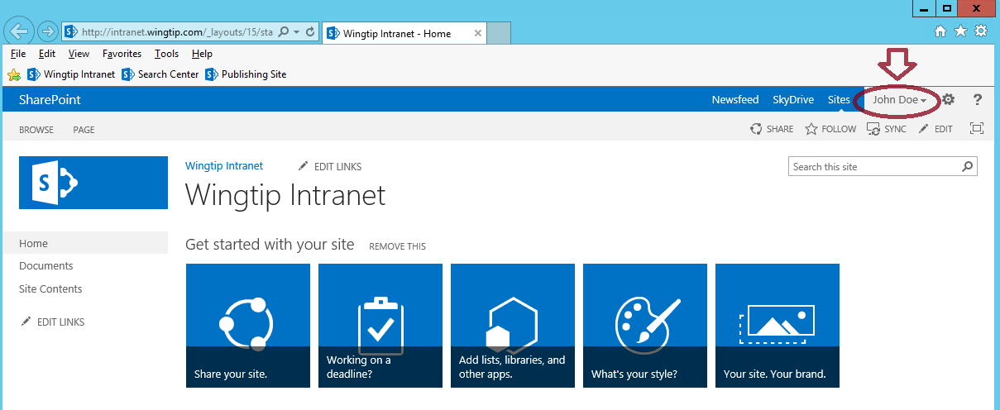 http://intranet.wingtip.com/_layouts/15/sta
Wingtip Intranet - Home
File Edit View Favorites Tools Help
Wingtip Intranet Search Center Publishing Site
SharePoint Newsfeed SkyDrive Sites John Doe ?
BROWSE PAGE SHARE FOLLOW SYNC EDIT
S
Wingtip Intranet EDIT LINKS
Search this site
Wingtip Intranet
Home
Documents
Site Contents
EDIT LINKS
Get started with your site REMOVE THIS
Share your site.
Working on a
deadline?
Add lists, libraries, and
other apps.
What's your style?
Your site. Your brand.